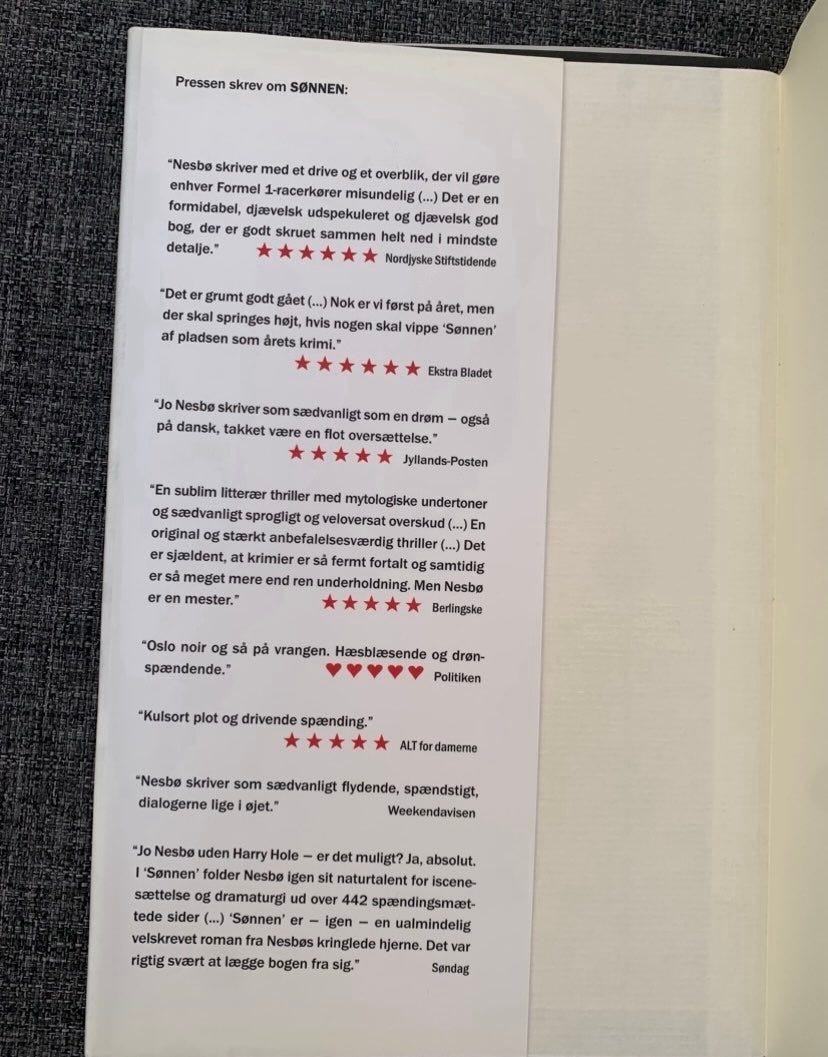 Pressen skrev om SØNNEN:
“Nesbø skriver med et drive og et overblik, der vil gøre
enhver Formel 1-racerkører misundelig (...) Det er en
formidabel, djævelsk udspekuleret og djævelsk god
bog, der er godt skruet sammen helt ned i mindste
detalje.” ★★★★★★ Nordjyske Stiftstidende
“Det er grumt godt gået (...) Nok er vi først på året, men
der skal springes højt, hvis nogen skal vippe ‘Sønnen’
af pladsen som årets krimi.”
★★★★★★ Ekstra Bladet
“Jo Nesbø skriver som sædvanligt som en drøm – også
på dansk, takket være en flot oversættelse.”
★★★★★ Jyllands-Posten
“En sublim litterær thriller med mytologiske undertoner
og sædvanligt sprogligt og veloversat overskud (...) En
original og stærkt anbefalelsesværdig thriller (...) Det
er sjældent, at krimier er så fermt fortalt og samtidig
er så meget mere end ren underholdning. Men Nesbø
er en mester.” ★★★★★ Berlingske
“Oslo noir og så på vrangen. Hæsblæsende og drøn-
spændende.” ♥♥♥♥♥ Politiken
“Kulsort plot og drivende spænding.”
★★★★★ ALT for damerne
“Nesbø skriver som sædvanligt flydende, spændstigt,
dialogerne lige i øjet.” Weekendavisen
“Jo Nesbø uden Harry Hole – er det muligt? Ja, absolut.
I ‘Sønnen’ folder Nesbø igen sit naturtalent for iscene-
sættelse og dramaturgi ud over 442 spændingsmæt-
tede sider (...) ‘Sønnen’ er – igen – en ualmindelig
velskrevet roman fra Nesbøs kringlede hjerne. Det var
rigtig svært at lægge bogen fra sig.” Søndag